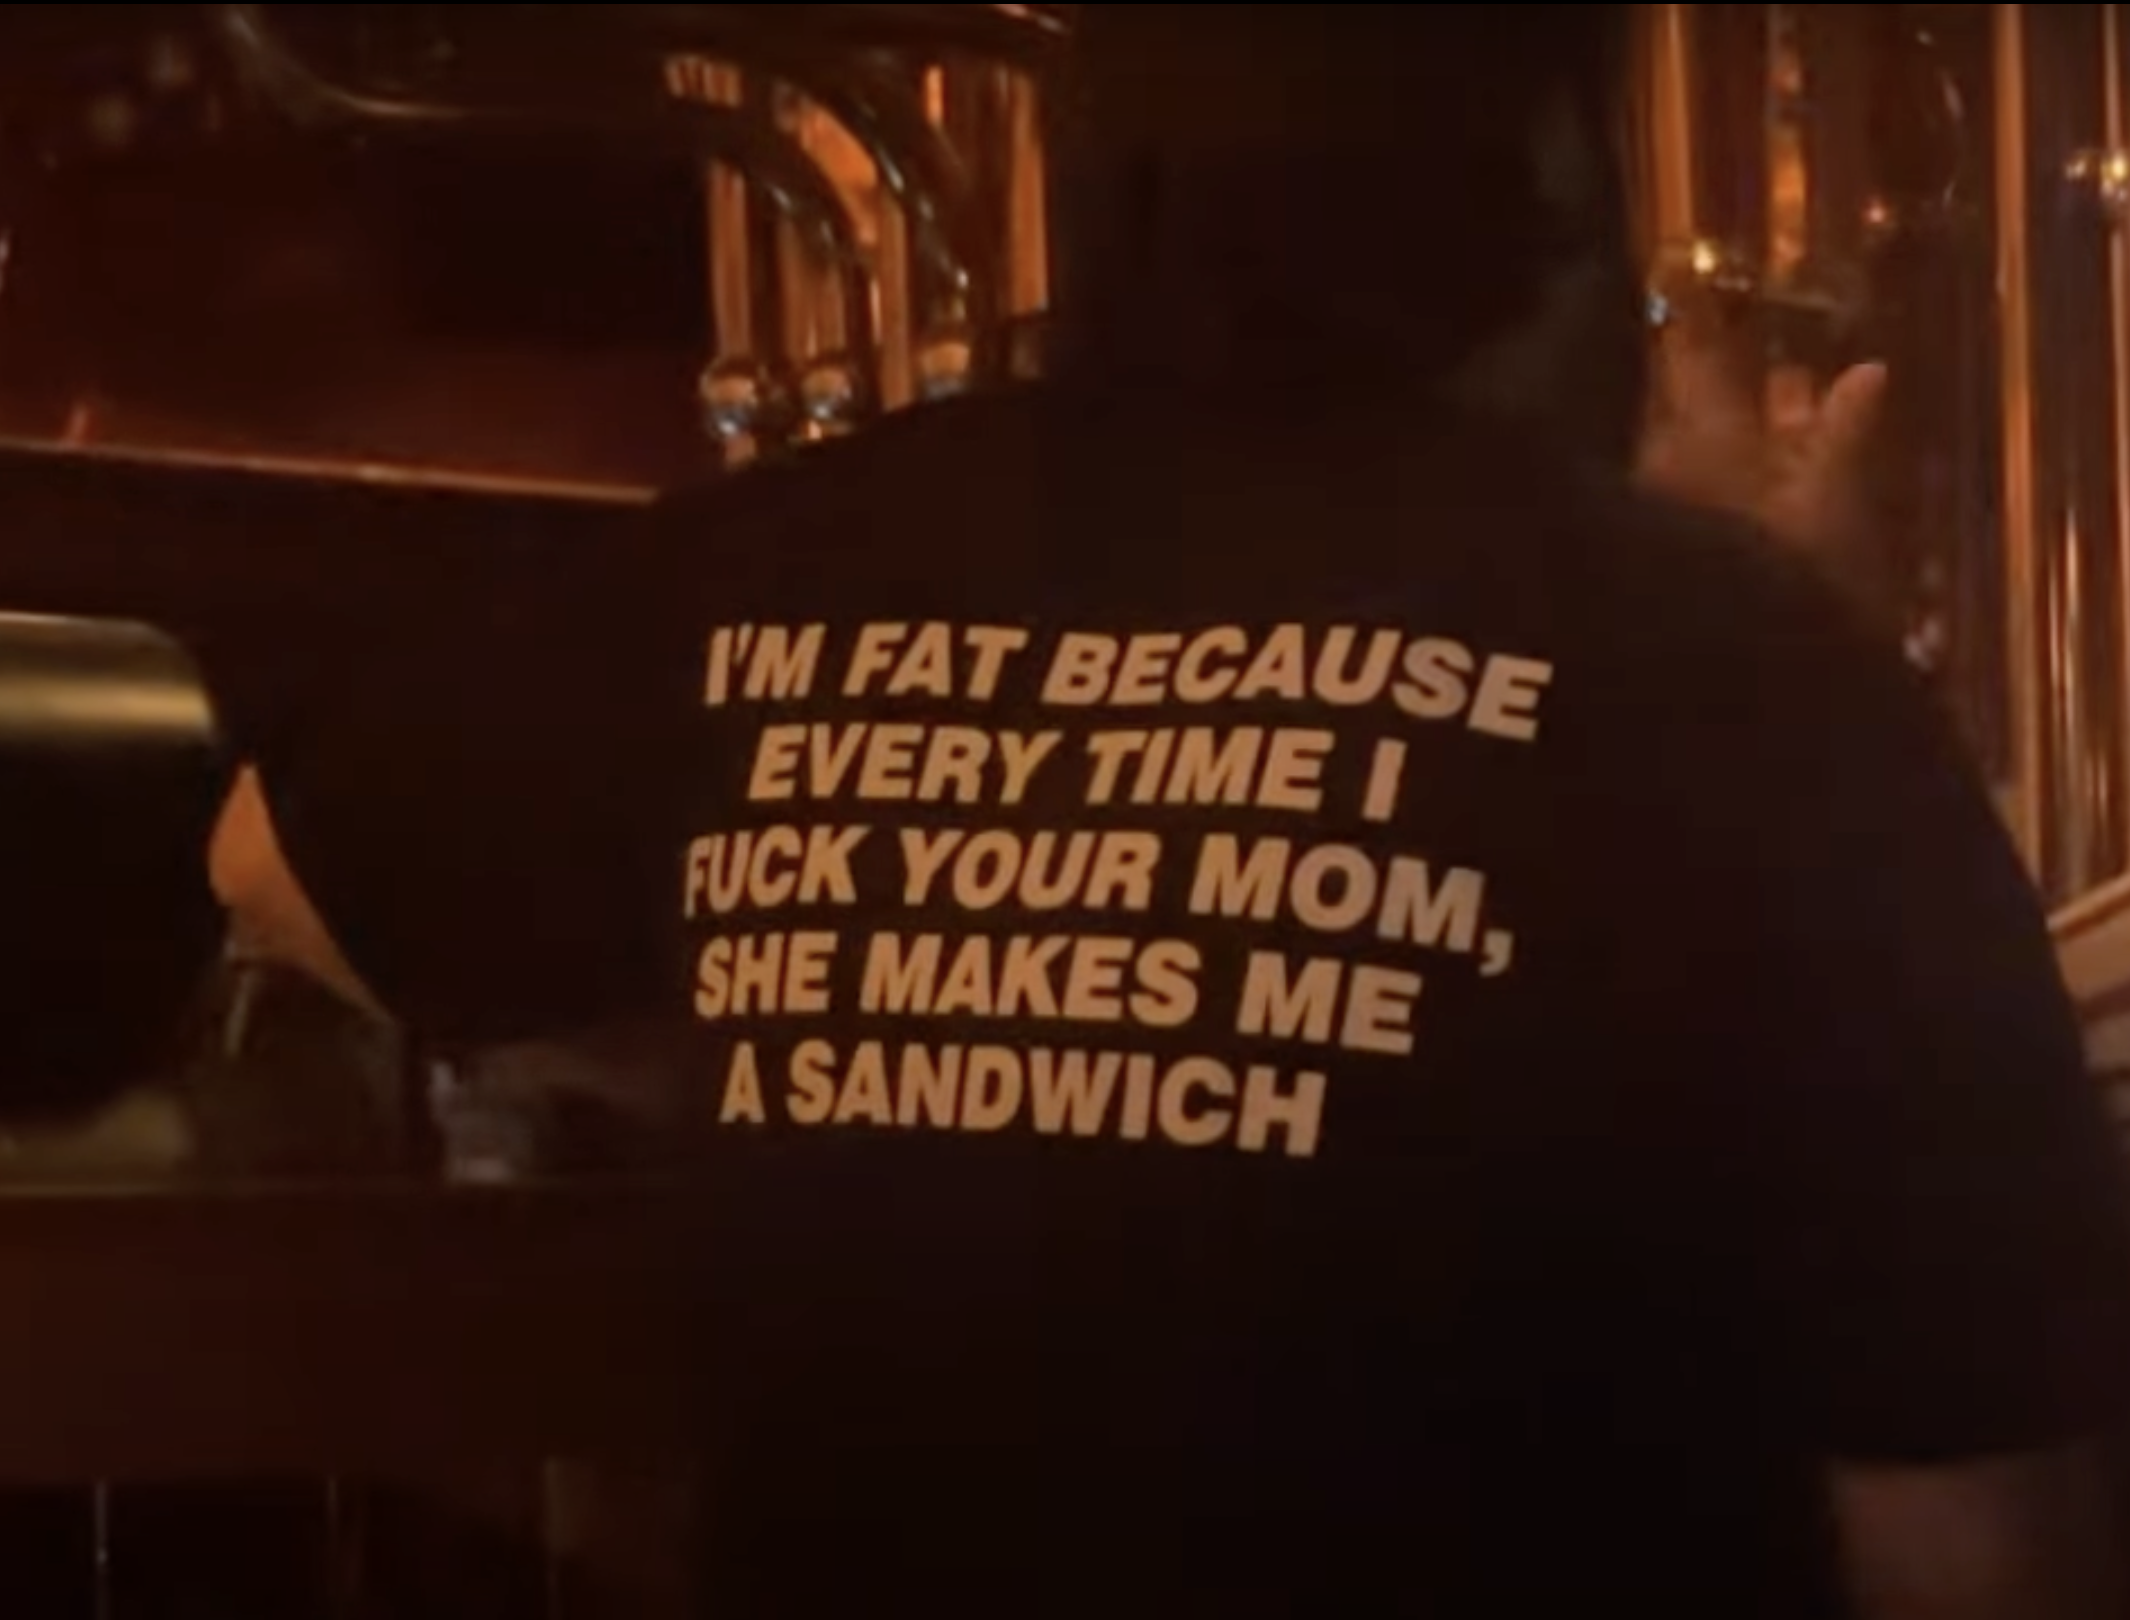 I'M FAT BECAUSE
EVERY TIME I
FUCK YOUR MOM,
SHE MAKES ME
A SANDWICH